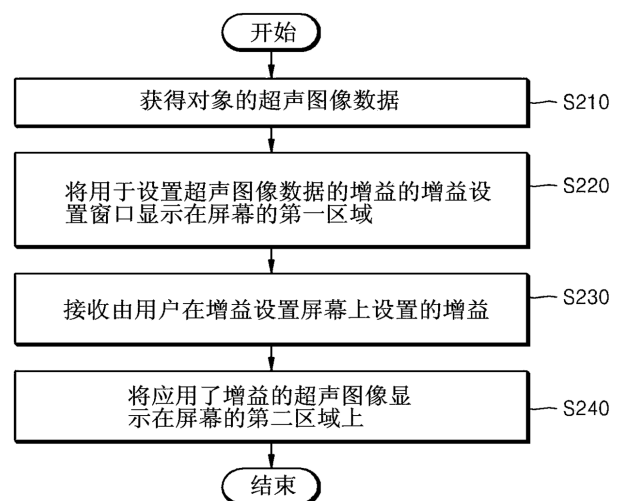 开始
获得对象的超声图像数据
S210
将用于设置超声图像数据的增益的增益设
置窗口显示在屏幕的第一区域
S220
接收由用户在增益设置屏幕上设置的增益
S230
将应用了增益的超声图像显
示在屏幕的第二区域上
S240
结束